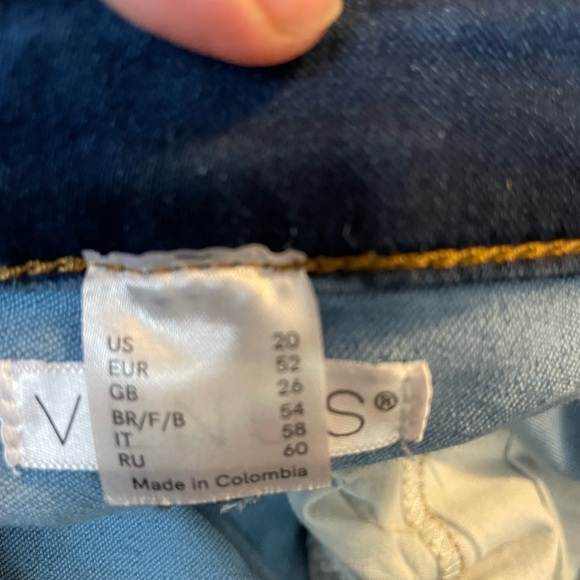 US 20
EUR 52
GB 26
BR/F/B 54
IT 58
RU 60
Made in Colombia
V S®